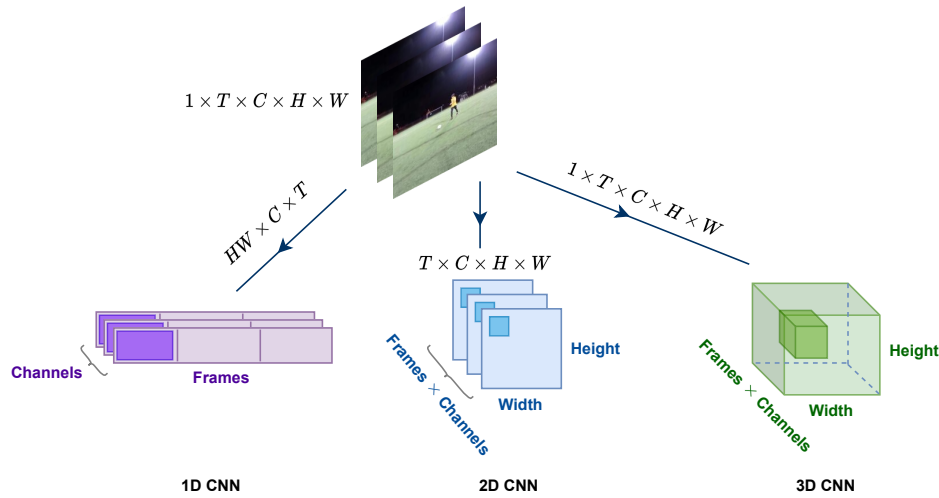 1 × T × C × H × W
HW × C × T
1 × T × C × H × W
T × C × H × W
Channels
Frames
Frames × Channels
Height
Width
Frames × Channels
Height
Width
1D CNN
2D CNN
3D CNN